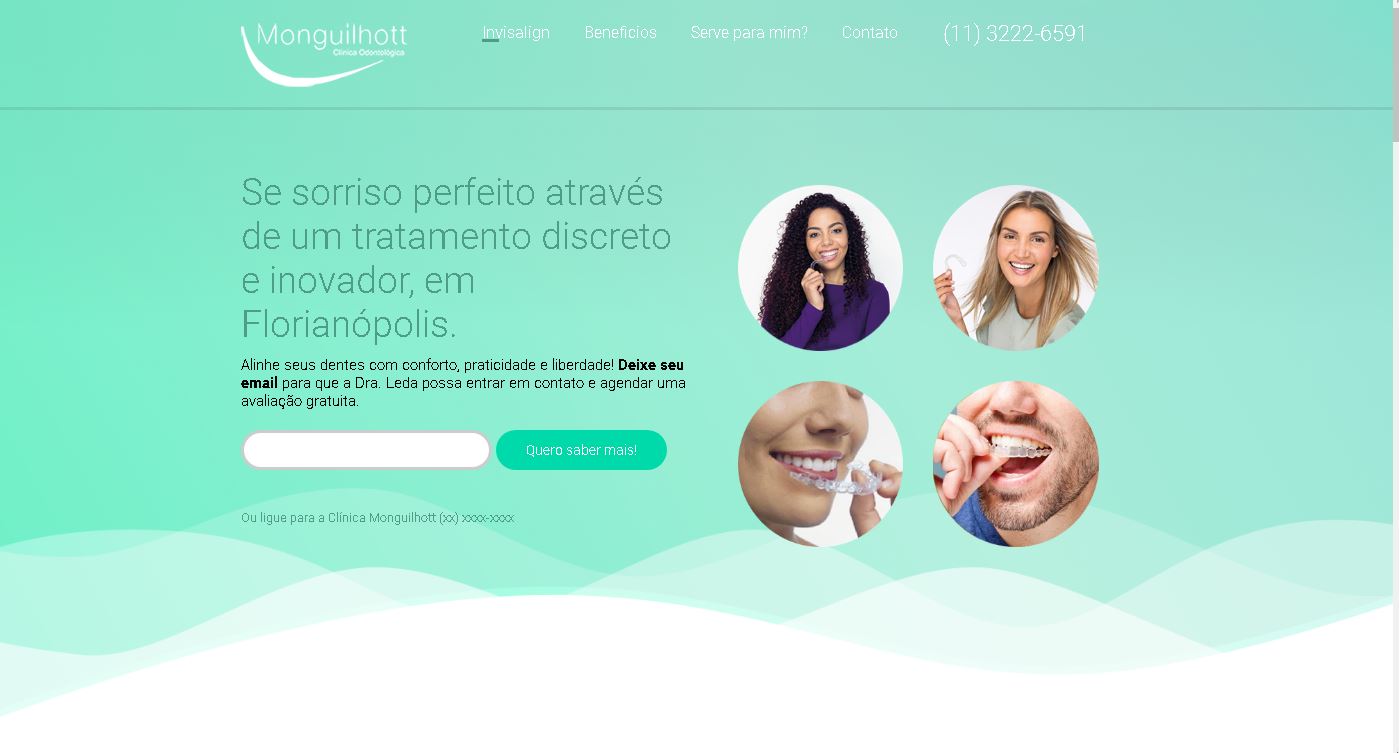 Monguilhott
Clínica Odontológica
Invisalign Beneficios Serve para mim? Contato (11) 3222-6591
Se sorriso perfeito através
de um tratamento discreto
e inovador, em
Florianópolis.
Alinhe seus dentes com conforto, praticidade e liberdade! Deixe seu
email para que a Dra. Leda possa entrar em contato e agendar uma
avaliação gratuita.
Quero saber mais!
Ou ligue para a Clínica Monguilhott (xx) xxxx-xxxx